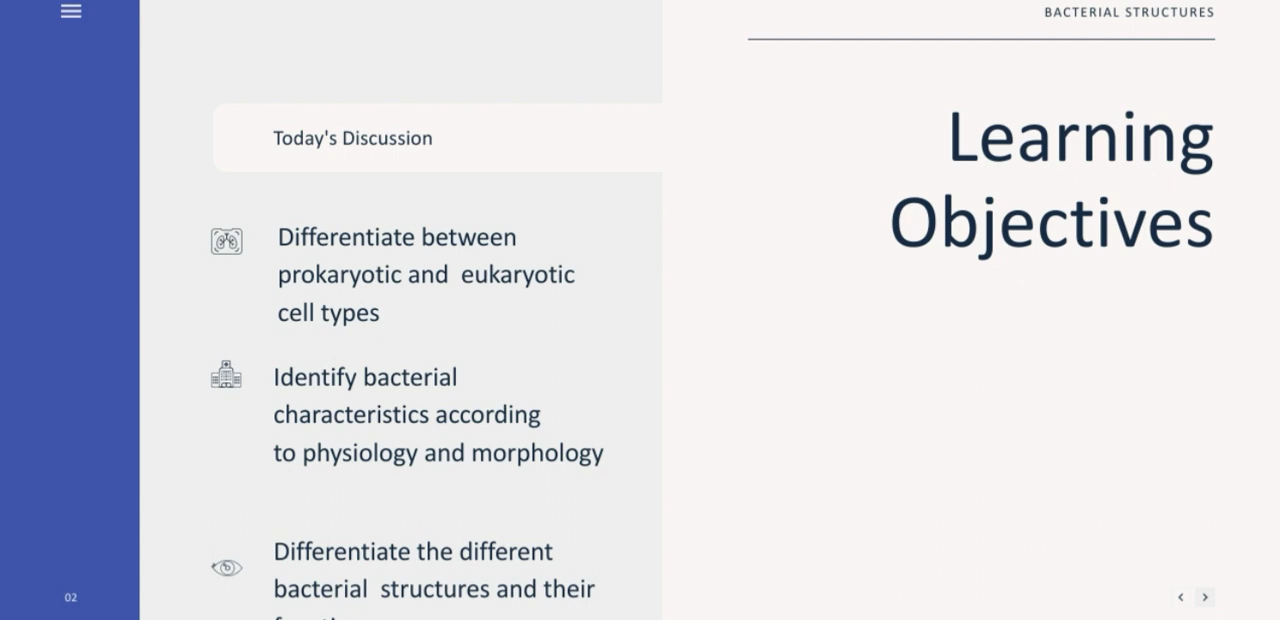 BACTERIAL STRUCTURES
Learning
Objectives
Today's Discussion
Differentiate between
prokaryotic and eukaryotic
cell types
Identify bacterial
characteristics according
to physiology and morphology
Differentiate the different
bacterial structures and their
02